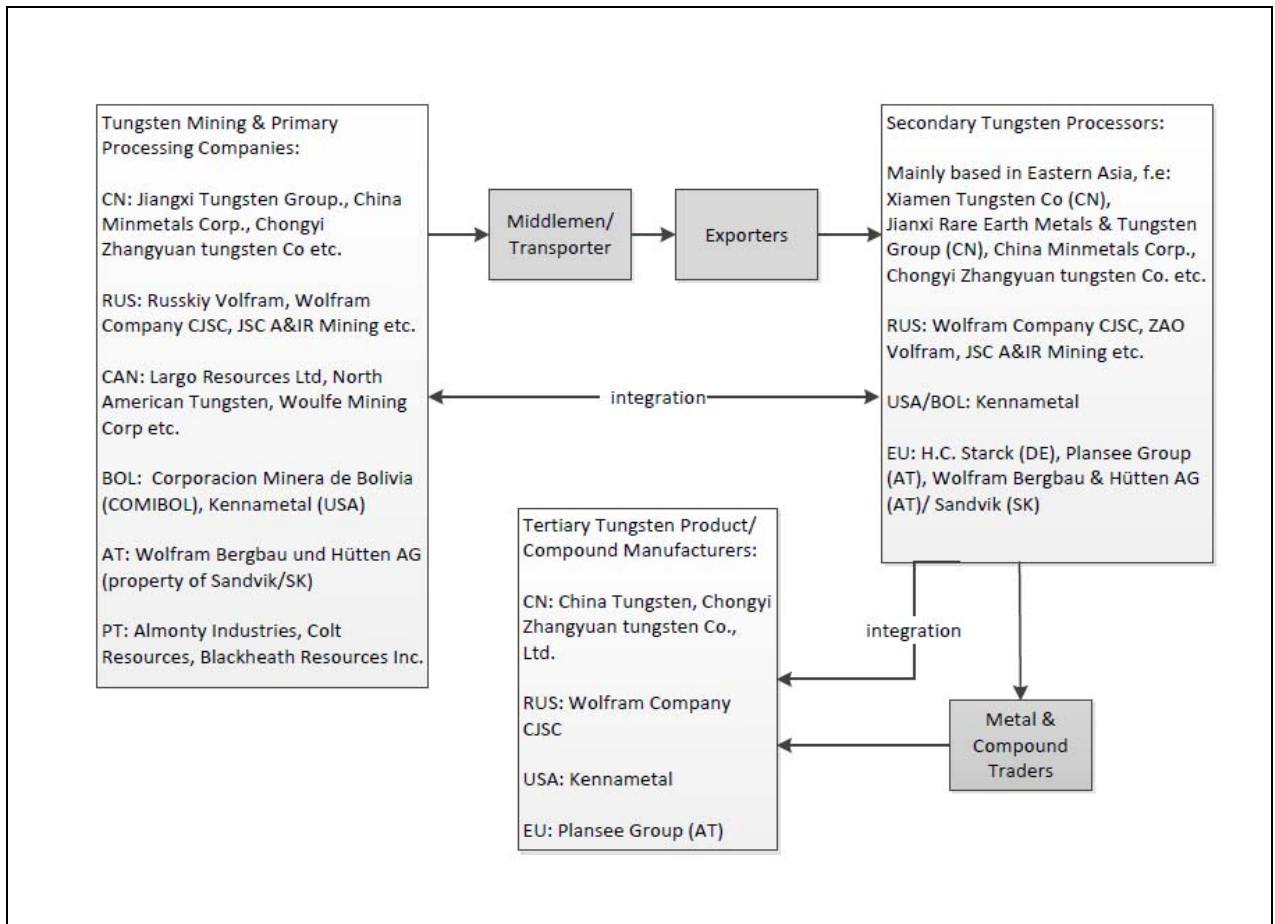 Tungsten Mining & Primary
Processing Companies:
CN: Jiangxi Tungsten Group., China
Minmetals Corp., Chongyi
Zhangyuan tungsten Co etc.
RUS: Russkiy Volfram, Wolfram
Company CJSC, JSC A&IR Mining etc.
CAN: Largo Resources Ltd, North
American Tungsten, Woulfe Mining
Corp etc.
BOL:  Corporacion Minera de Bolivia
(COMIBOL), Kennametal (USA)
AT: Wolfram Bergbau und Hütten AG
(property of Sandvik/SK)
PT: Almonty Industries, Colt
Resources, Blackheath Resources Inc.
Middlemen/
Transporter
Exporters
Secondary Tungsten Processors:
Mainly based in Eastern Asia, f.e:
Xiamen Tungsten Co (CN),
Jianxi Rare Earth Metals & Tungsten
Group (CN), China Minmetals Corp.,
Chongyi Zhangyuan tungsten Co. etc.
RUS: Wolfram Company CJSC, ZAO
Volfram, JSC A&IR Mining etc.
USA/BOL: Kennametal
EU: H.C. Starck (DE), Plansee Group
(AT), Wolfram Bergbau & Hütten AG
(AT)/ Sandvik (SK)
integration
integration
Metal &
Compound
Traders
Tertiary Tungsten Product/
Compound Manufacturers:
CN: China Tungsten, Chongyi
Zhangyuan tungsten Co.,
Ltd.
RUS: Wolfram Company
CJSC
USA: Kennametal
EU: Plansee Group (AT)